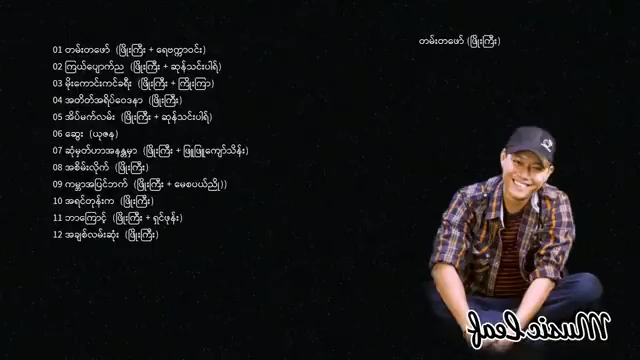 01 တမ်းတဖော် (ဖြိုးကြီး + ရေဗက္ကာဝင်း)
02 ကြယ်ပျောက်ည (ဖြိုးကြီး + ဆုန်သင်းပါရ်)
03 မိုးကောင်းကင်ခရီး (ဖြိုးကြီး + ကြိုးကြာ)
04 အတိတ်အရိပ်ဝေဒနာ (ဖြိုးကြီး)
05 အိပ်မက်လမ်း (ဖြိုးကြီး + ဆုန်သင်းပါရ်)
06 ဆွေး (ယုဇန)
07 ဆုံမှတ်ဟာအနန္တမှာ (ဖြိုးကြီး + ဖြူဖြူကျော်သိန်း)
08 အစိမ်းလိုက် (ဖြိုးကြီး)
09 ကမ္ဘာအပြင်ဘက် (ဖြိုးကြီး + မေစပယ်ညို))
10 အရင်တုန်းက (ဖြိုးကြီး)
11 ဘာကြောင့် (ဖြိုးကြီး + ရှင်ဖုန်း)
12 အချစ်လမ်းဆုံး (ဖြိုးကြီး)
တမ်းတဖော် (ဖြိုးကြီး)
Music Leaf